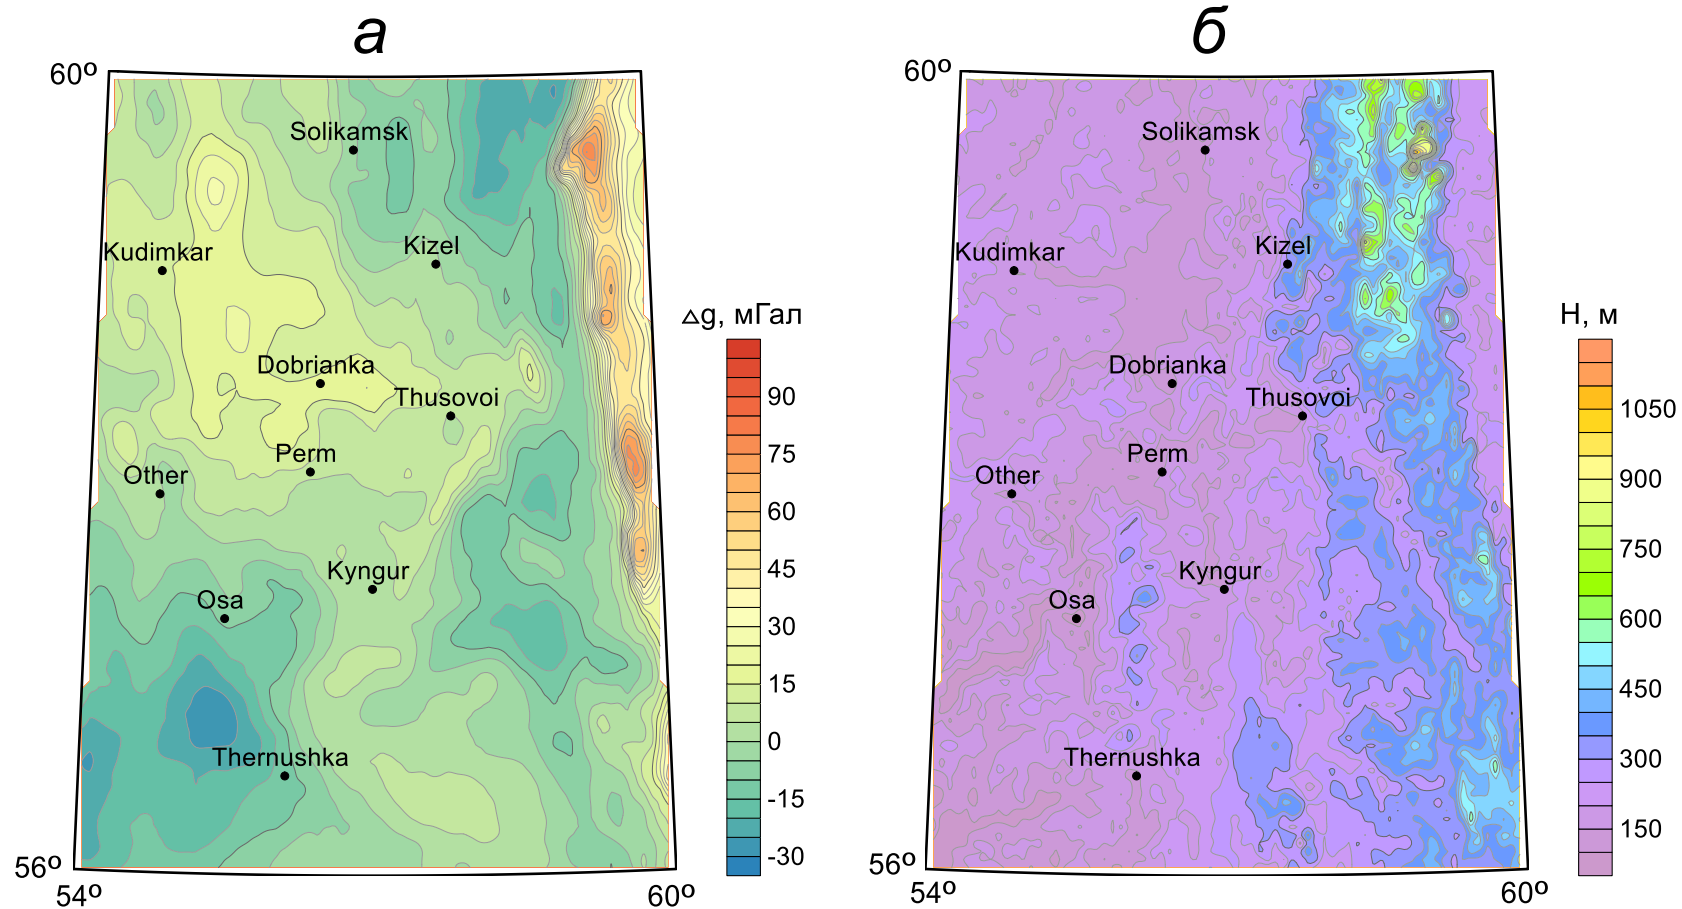 а
60º
Solikamsk
Kudimkar
Kizel
Dobrianka
Thusovoi
Perm
Other
Kyngur
Osa
Thernushka
56º
54º
60º
Δg, мГал
90
75
60
45
30
15
0
-15
-30
б
60º
Solikamsk
Kudimkar
Kizel
Dobrianka
Thusovoi
Perm
Other
Kyngur
Osa
Thernushka
56º
54º
60º
H, м
1050
900
750
600
450
300
150